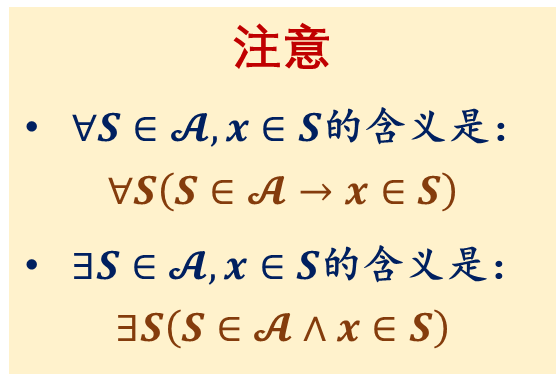 注意
• ∀𝑺 ∈ 𝓐, 𝒙 ∈ 𝑺的含义是：
∀𝑺(𝑺 ∈ 𝓐 → 𝒙 ∈ 𝑺)
• ∃𝑺 ∈ 𝓐, 𝒙 ∈ 𝑺的含义是：
∃𝑺(𝑺 ∈ 𝓐 ∧ 𝒙 ∈ 𝑺)